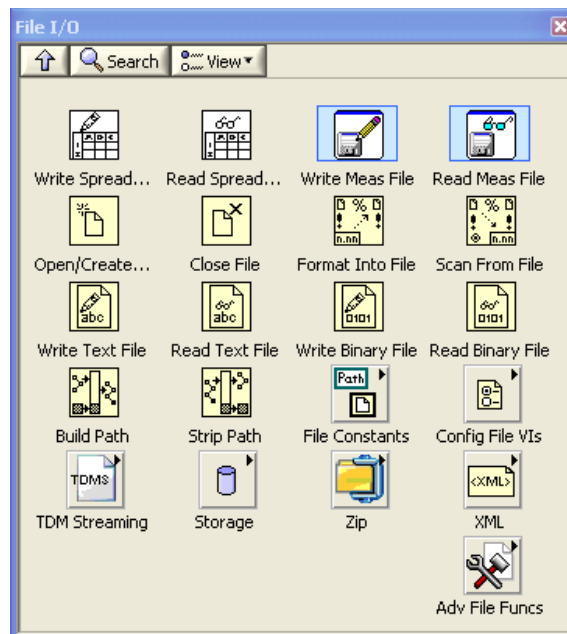 File I/O
Search View
Write Spread... Read Spread... Write Meas File Read Meas File
n.nn n.nn
Open/Create... Close File Format Into File Scan From File
abc abc 0101 0101
Write Text File Read Text File Write Binary File Read Binary File
Path
Build Path Strip Path File Constants Config File VIs
TDMS <XML>
TDM Streaming Storage Zip XML
Adv File Funcs